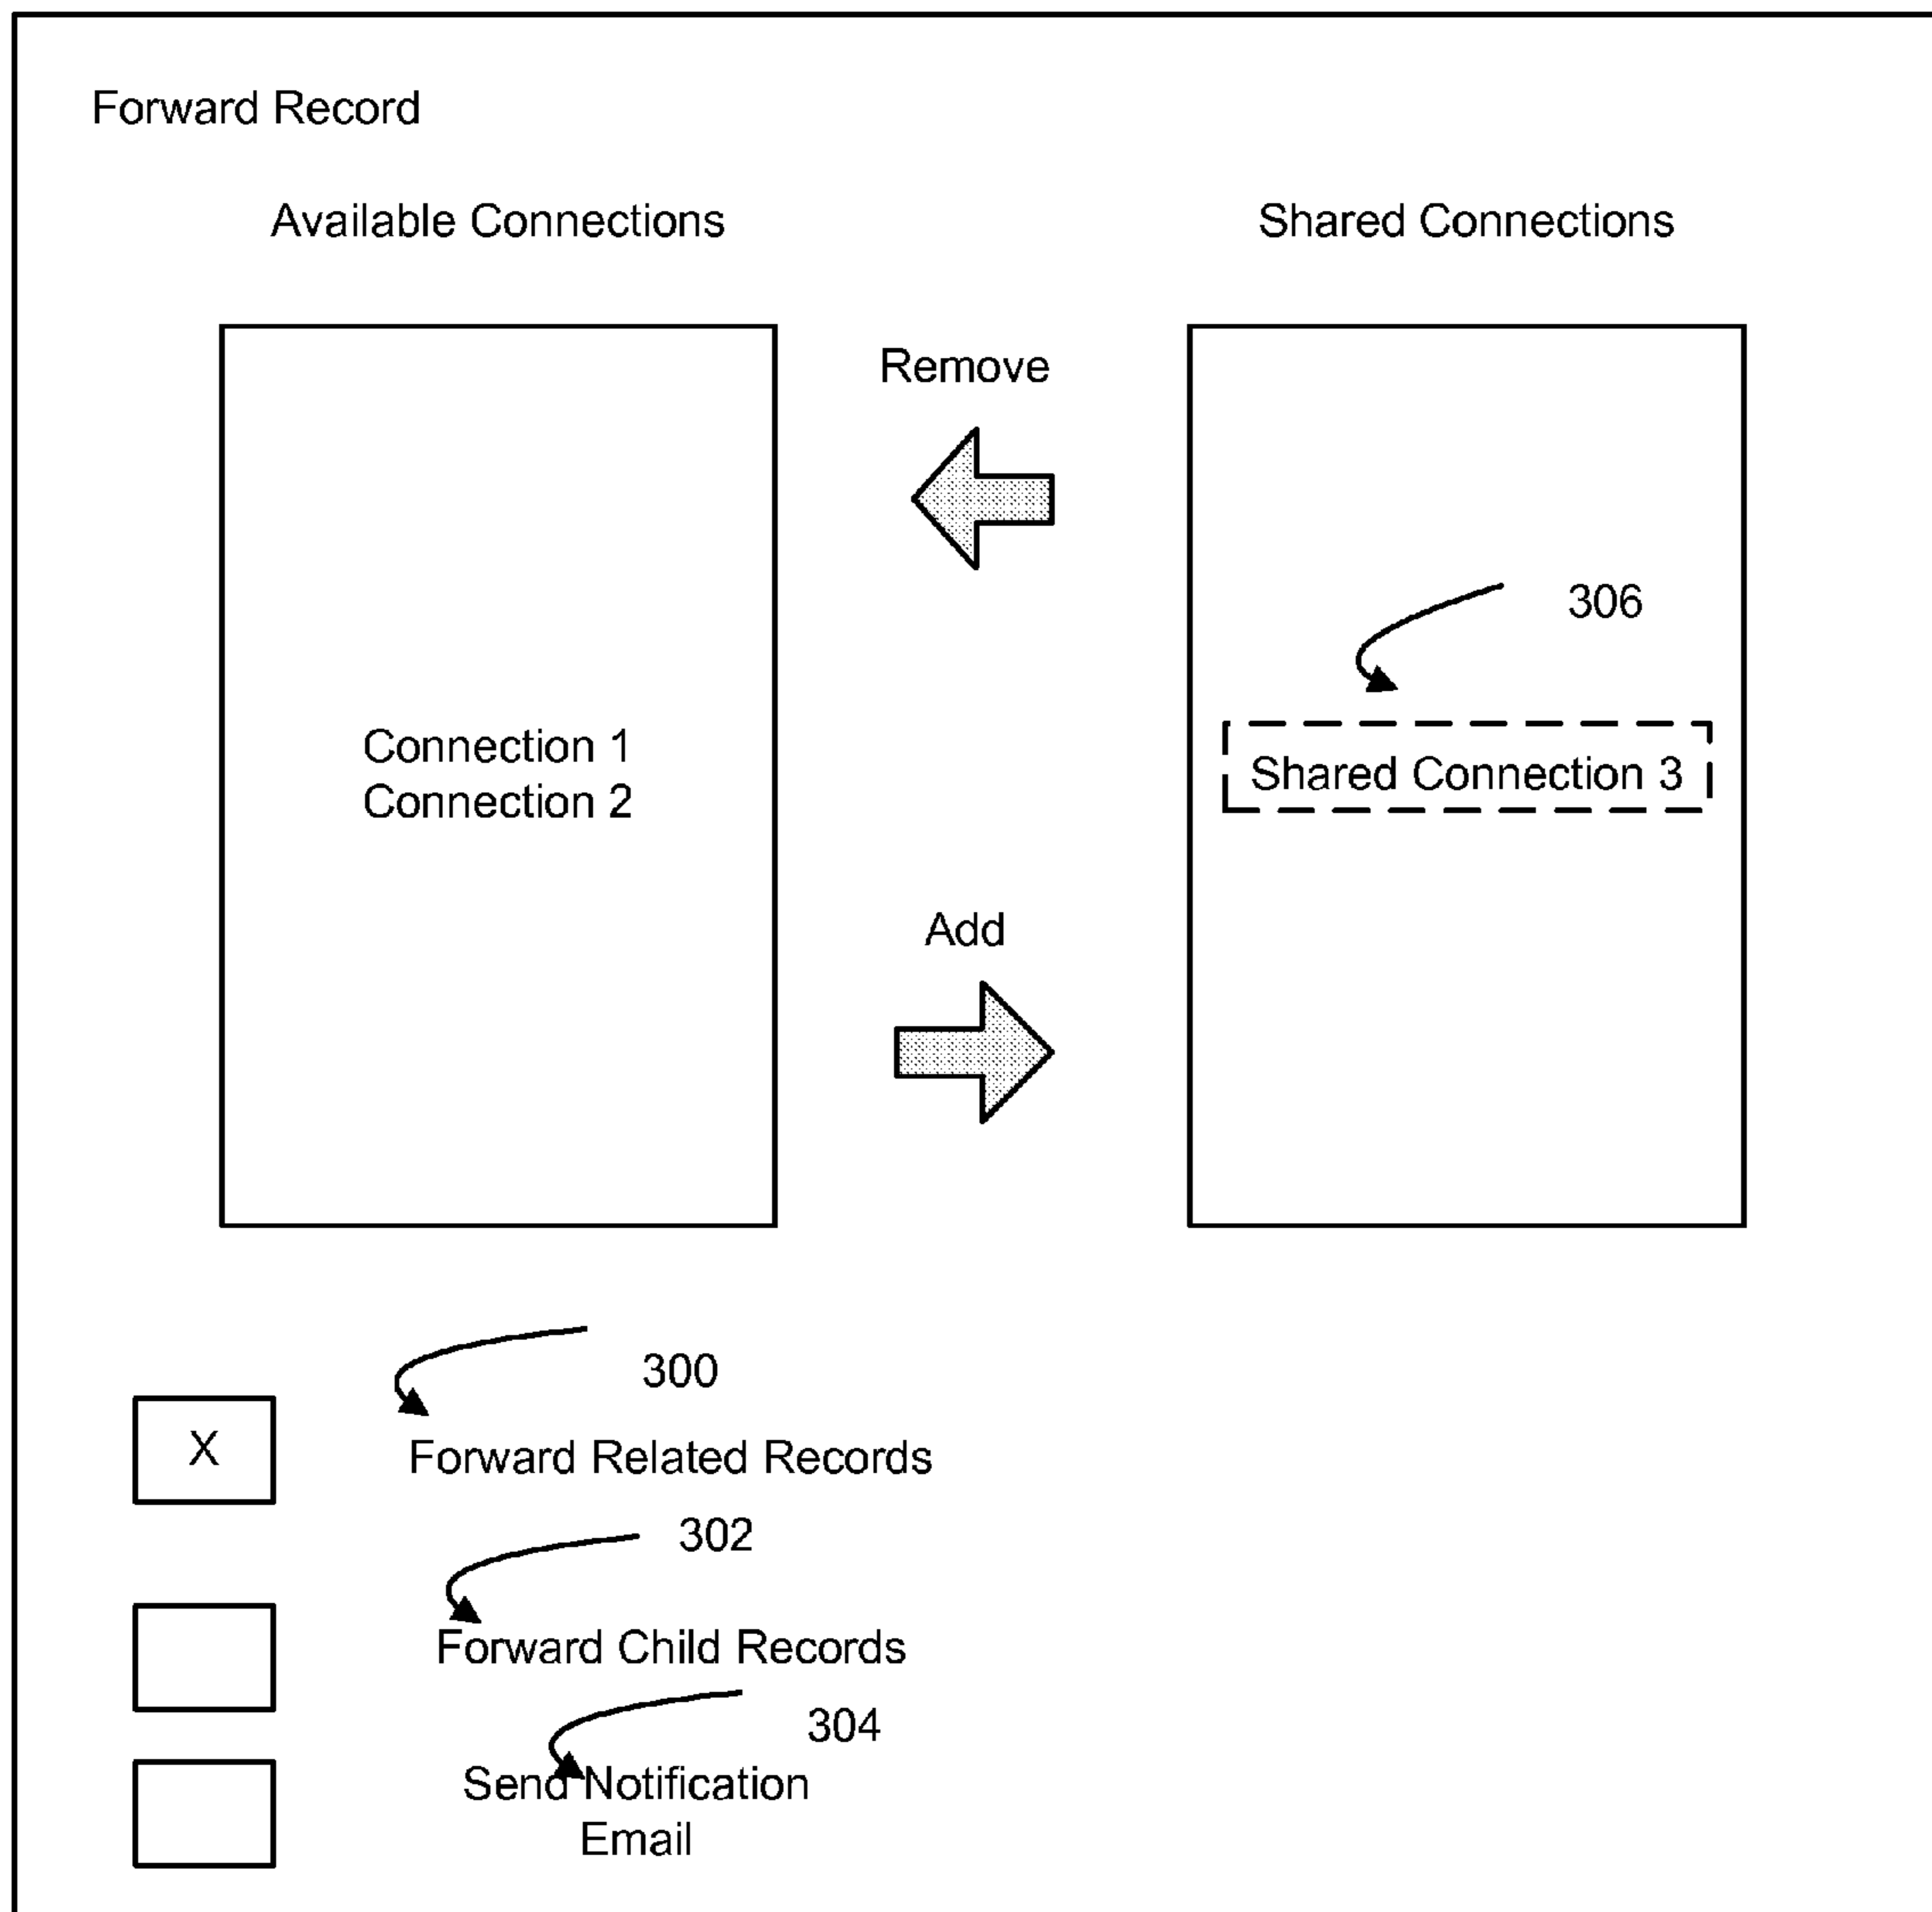 Forward Record
Available Connections
Shared Connections
Remove
306
Connection 1
Connection 2
Shared Connection 3
Add
300
X
Forward Related Records
302
Forward Child Records
304
Send Notification
Email